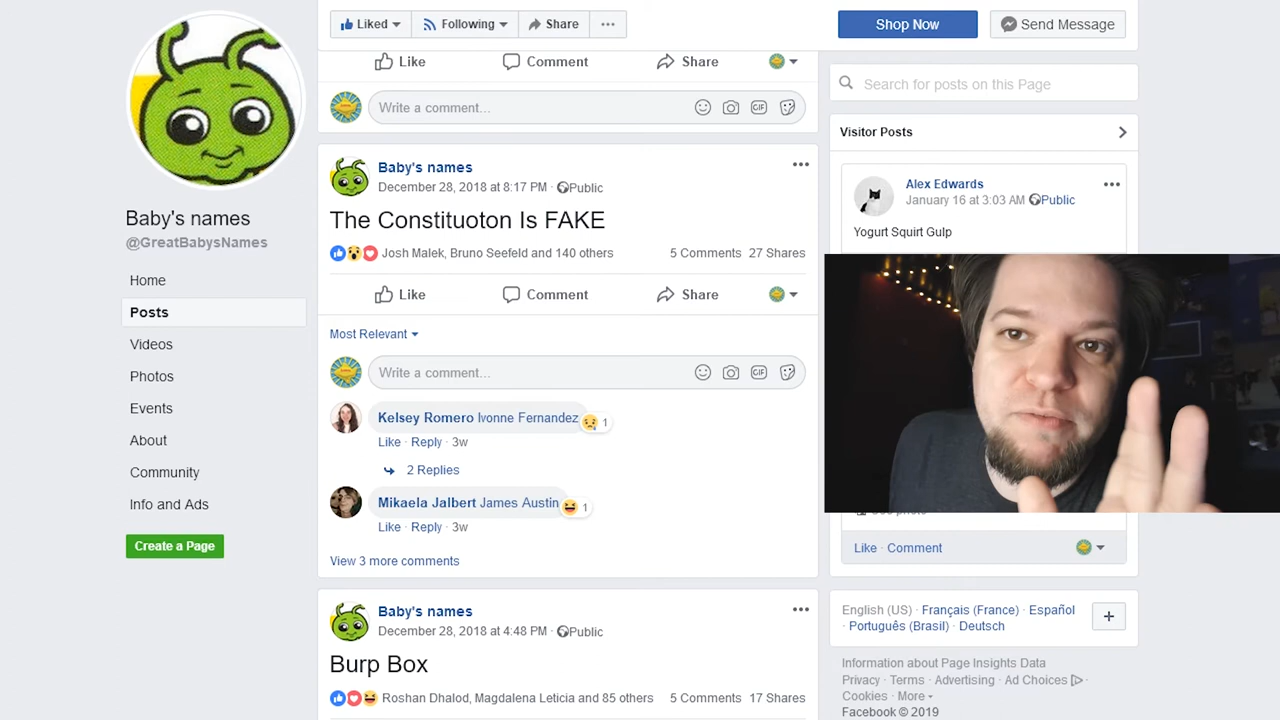 Liked
Following
Share
Shop Now
Send Message
Like
Comment
Share
Write a comment...
GIF
Search for posts on this Page
Visitor Posts
Alex Edwards
January 16 at 3:03 AM · Public
Yogurt Squirt Gulp
Baby's names
@GreatBabysNames
Home
Posts
Videos
Photos
Events
About
Community
Info and Ads
Create a Page
Baby's names
December 28, 2018 at 8:17 PM · Public
The Constituoton Is FAKE
Josh Malek, Bruno Seefeld and 140 others
5 Comments 27 Shares
Like
Comment
Share
Most Relevant
Write a comment...
GIF
Kelsey Romero Ivonne Fernandez
1
Like · Reply · 3w
2 Replies
Mikaela Jalbert James Austin
1
Like · Reply · 3w
View 3 more comments
Baby's names
December 28, 2018 at 4:48 PM · Public
Burp Box
Roshan Dhalod, Magdalena Leticia and 85 others
5 Comments 17 Shares
Like · Comment
English (US) · Français (France) · Español
· Português (Brasil) · Deutsch
Information about Page Insights Data
Privacy · Terms · Advertising · Ad Choices ·
Cookies · More
Facebook © 2019